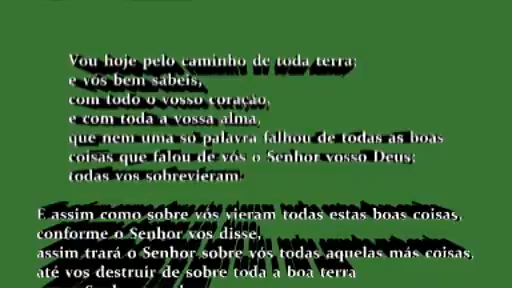 Vou hoje pelo caminho de toda terra;
e vós bem sabeis,
com todo o vosso coração,
e com toda a vossa alma,
que nem uma só palavra falhou de todas as boas
coisas que falou de vós o Senhor vosso Deus;
todas vos sobrevieram
E assim como sobre vós vieram todas estas boas coisas,
conforme o Senhor vos disse,
assim trará o Senhor sobre vós todas aquelas más coisas,
até vos destruir de sobre toda a boa terra